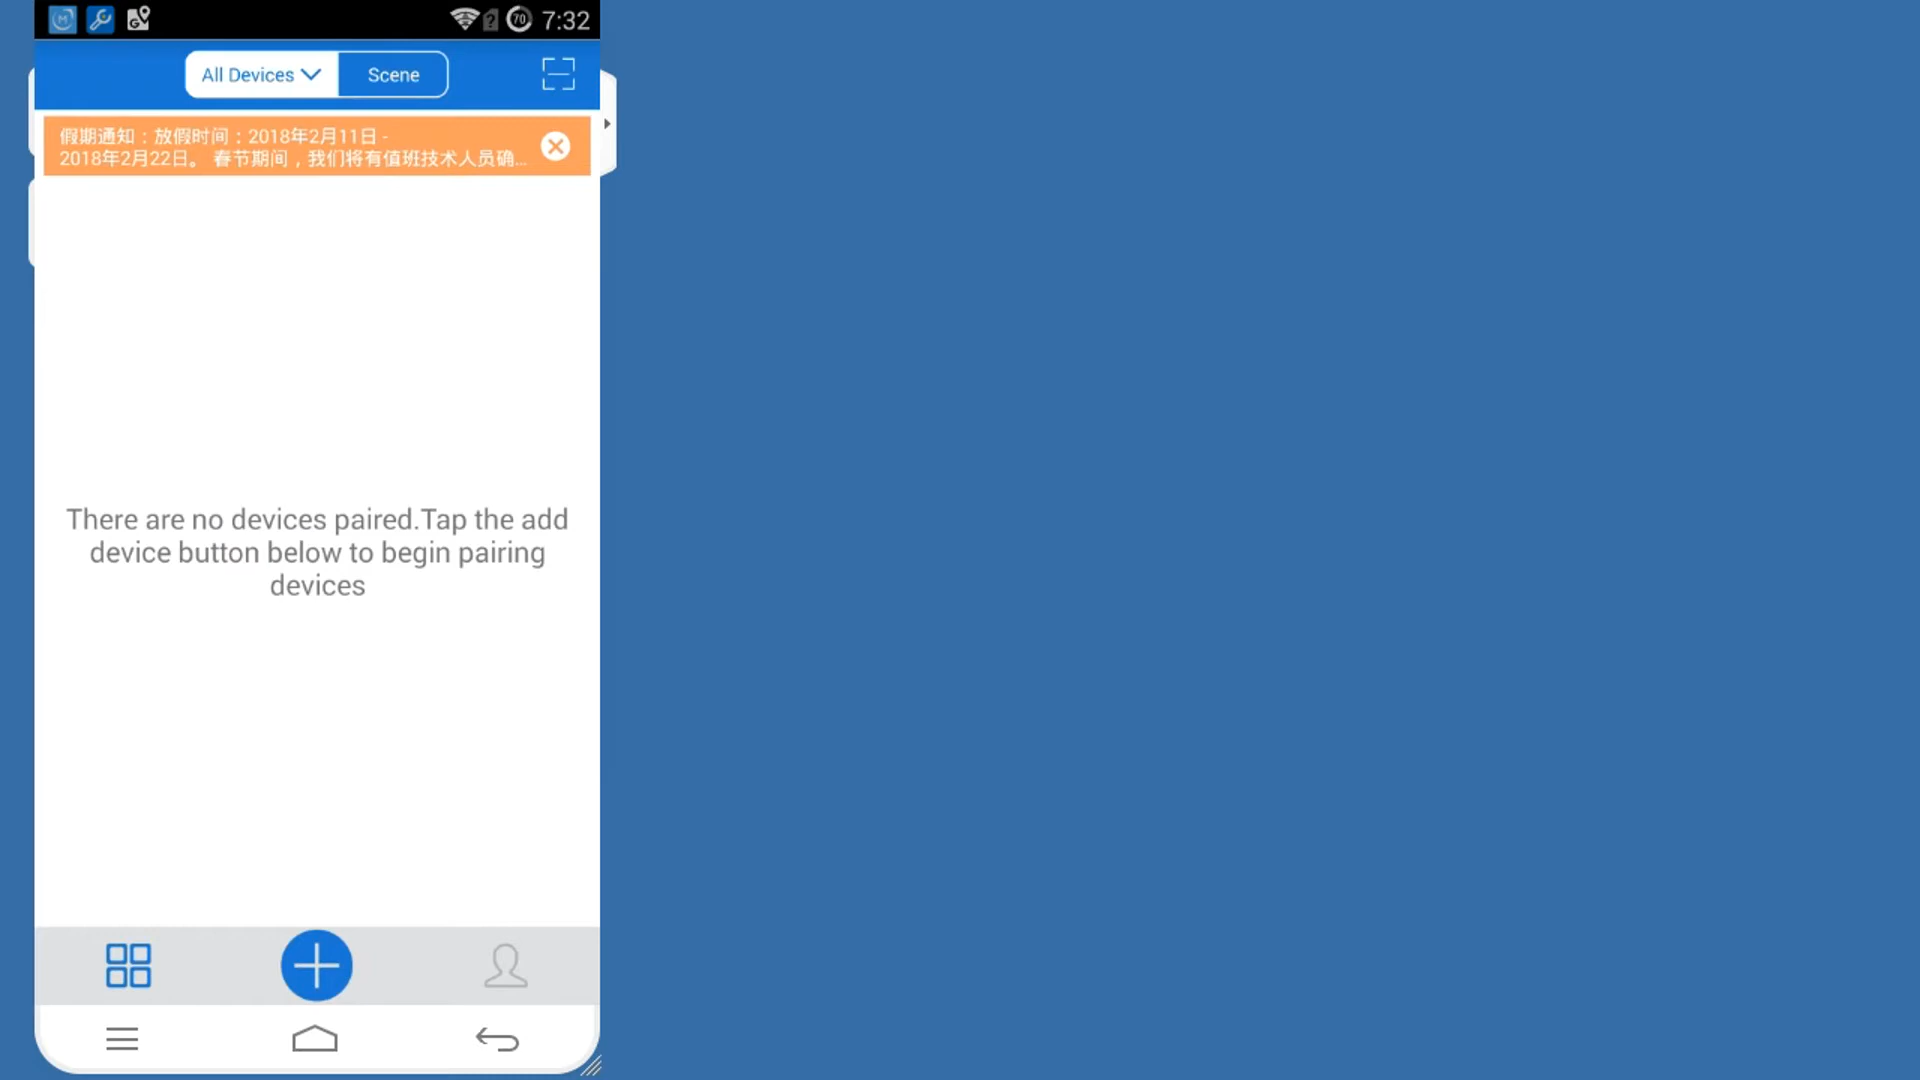 70 7:32
All Devices Scene
假期通知：放假时间：2018年2月11日 -
2018年2月22日。 春节期间，我们将有值班技术人员确...
There are no devices paired.Tap the add
device button below to begin pairing
devices